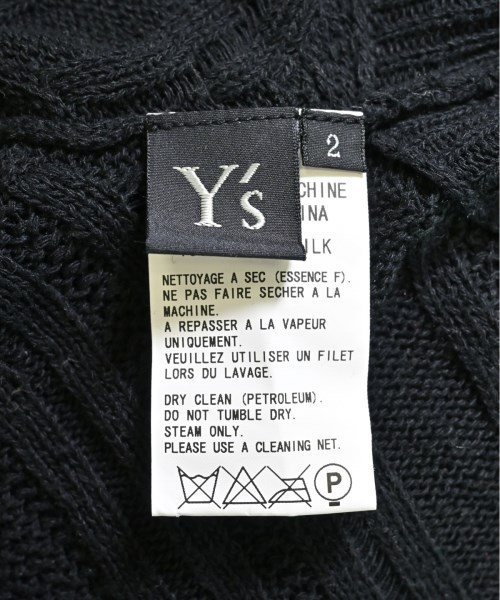 Y's
2
CHINE
INA
ILK
NETTOYAGE A SEC (ESSENCE F).
NE PAS FAIRE SECHER A LA
MACHINE.
A REPASSER A LA VAPEUR
UNIQUEMENT.
VEUILLEZ UTILISER UN FILET
LORS DU LAVAGE.
DRY CLEAN (PETROLEUM).
DO NOT TUMBLE DRY.
STEAM ONLY.
PLEASE USE A CLEANING NET.
P